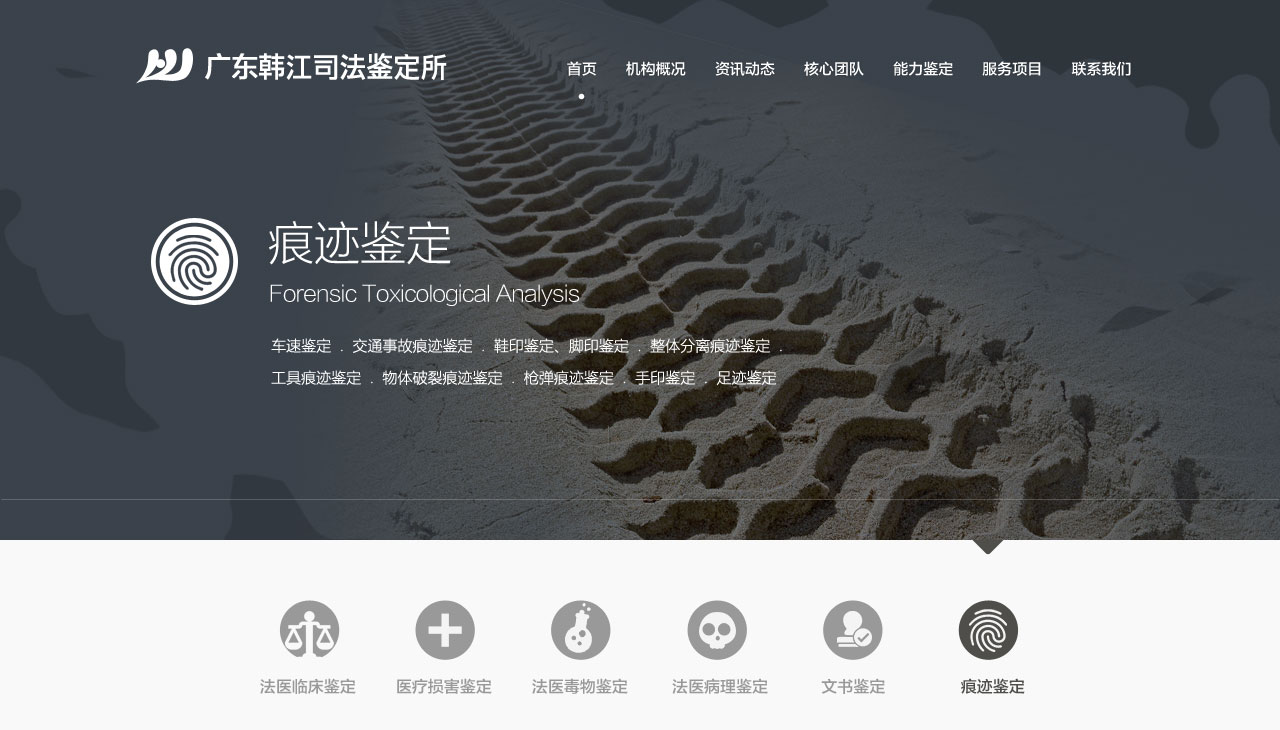 广东韩江司法鉴定所
首页 机构概况 资讯动态 核心团队 能力鉴定 服务项目 联系我们
痕迹鉴定
Forensic Toxicological Analysis
车速鉴定 . 交通事故痕迹鉴定 . 鞋印鉴定、脚印鉴定 . 整体分离痕迹鉴定 .
工具痕迹鉴定 . 物体破裂痕迹鉴定 . 枪弹痕迹鉴定 . 手印鉴定 . 足迹鉴定
法医临床鉴定 医疗损害鉴定 法医毒物鉴定 法医病理鉴定 文书鉴定 痕迹鉴定